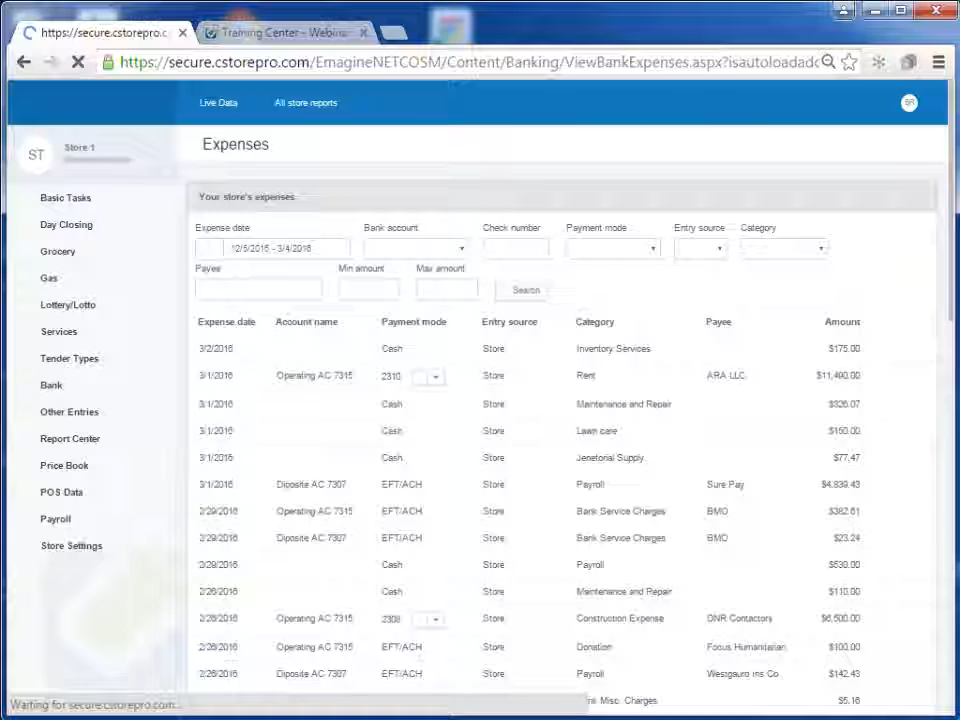 https://secure.cstorepro.c
Training Center - Webina
https://secure.cstorepro.com/EmagineNETCOSM/Content/Banking/ViewBankExpenses.aspx?isautoloadadc
Live Data All store reports
SR
ST Store 1
Expenses
Basic Tasks
Day Closing
Grocery
Gas
Lottery/Lotto
Services
Tender Types
Bank
Other Entries
Report Center
Price Book
POS Data
Payroll
Store Settings
Your store's expenses
Expense date Bank account Check number Payment mode Entry source Category
12/5/2015 - 3/4/2016
Payee Min amount Max amount
Search
Expense date Account name Payment mode Entry source Category Payee Amount
3/2/2016 Cash Store Inventory Services $175.00
3/1/2016 Operating AC 7315 2310 Store Rent ARA LLC $11,490.00
3/1/2016 Cash Store Maintenance and Repair $326.07
3/1/2016 Cash Store Lawn care $150.00
3/1/2016 Cash Store Jenetorial Supply $77.47
3/1/2016 Diposite AC 7307 EFT/ACH Store Payroll Sure Pay $4,839.43
2/29/2016 Operating AC 7315 EFT/ACH Store Bank Service Charges BMO $382.61
2/29/2016 Diposite AC 7307 EFT/ACH Store Bank Service Charges BMO $23.24
2/29/2016 Cash Store Payroll $530.00
2/26/2016 Cash Store Maintenance and Repair $110.00
2/26/2016 Operating AC 7315 2308 Store Construction Expense DNR Contactors $6,500.00
2/26/2016 Operating AC 7315 EFT/ACH Store Donation Focus Humanitarian $100.00
2/26/2016 Diposite AC 7307 EFT/ACH Store Payroll Westgauro ins Co $142.43
Misc. Charges $5.16
Waiting for secure.cstorepro.com...